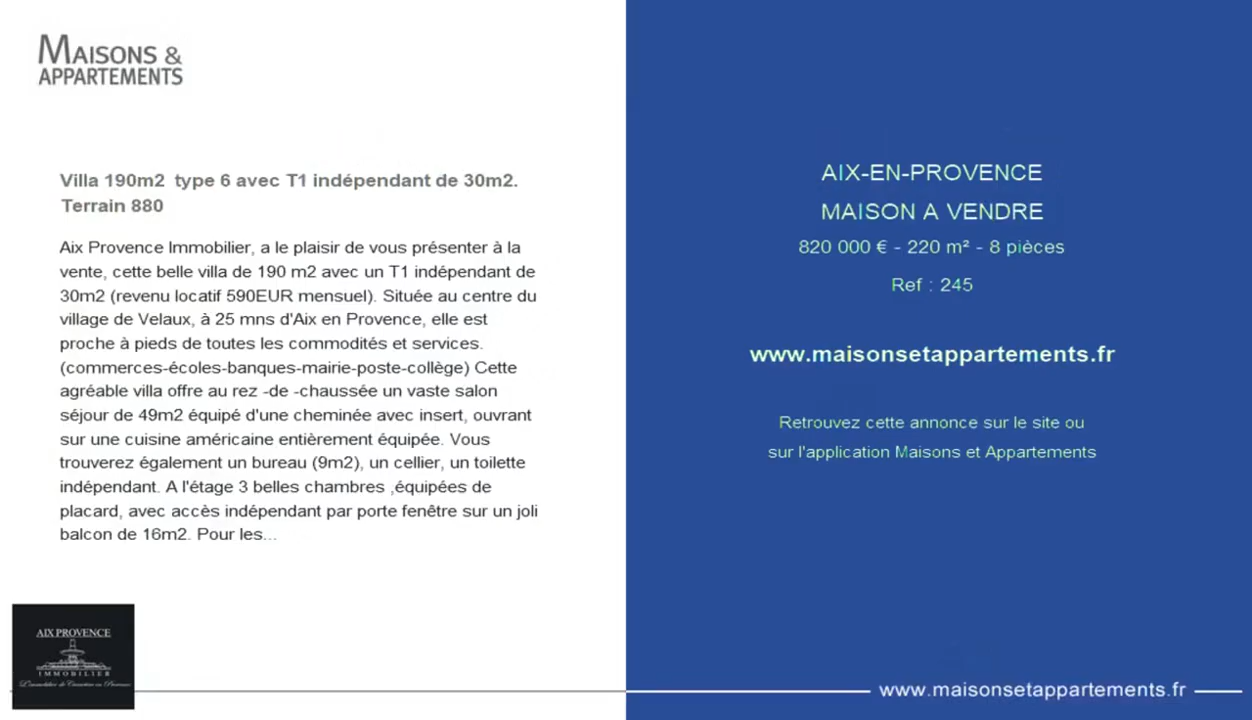 MAISONS &
APPARTEMENTS
Villa 190m2 type 6 avec T1 indépendant de 30m2.
Terrain 880
Aix Provence Immobilier, a le plaisir de vous présenter à la
vente, cette belle villa de 190 m2 avec un T1 indépendant de
30m2 (revenu locatif 590EUR mensuel). Située au centre du
village de Velaux, à 25 mns d'Aix en Provence, elle est
proche à pieds de toutes les commodités et services.
(commerces-écoles-banques-mairie-poste-collège) Cette
agréable villa offre au rez -de -chaussée un vaste salon
séjour de 49m2 équipé d'une cheminée avec insert, ouvrant
sur une cuisine américaine entièrement équipée. Vous
trouverez également un bureau (9m2), un cellier, un toilette
indépendant. A l'étage 3 belles chambres ,équipées de
placard, avec accès indépendant par porte fenêtre sur un joli
balcon de 16m2. Pour les...
AIX PROVENCE
IMMOBILIER
AIX-EN-PROVENCE
MAISON A VENDRE
820 000 € - 220 m² - 8 pièces
Ref : 245
www.maisonsetappartements.fr
Retrouvez cette annonce sur le site ou
sur l'application Maisons et Appartements
www.maisonsetappartements.fr